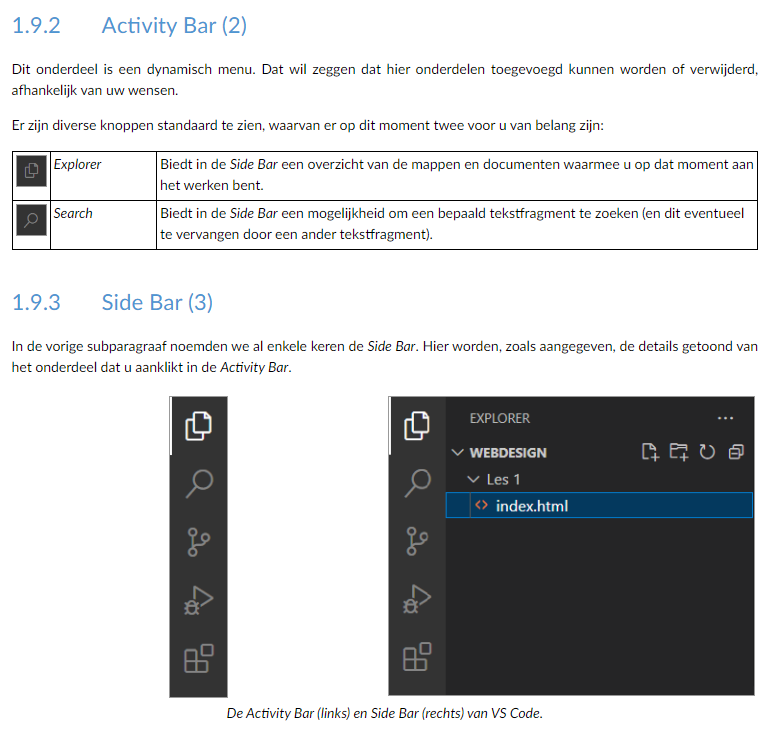 1.9.2 Activity Bar (2)
Dit onderdeel is een dynamisch menu. Dat wil zeggen dat hier onderdelen toegevoegd kunnen worden of verwijderd,
afhankelijk van uw wensen.
Er zijn diverse knoppen standaard te zien, waarvan er op dit moment twee voor u van belang zijn:
Explorer Biedt in de Side Bar een overzicht van de mappen en documenten waarmee u op dat moment aan
het werken bent.
Search Biedt in de Side Bar een mogelijkheid om een bepaald tekstfragment te zoeken (en dit eventueel
te vervangen door een ander tekstfragment).
1.9.3 Side Bar (3)
In de vorige subparagraaf noemden we al enkele keren de Side Bar. Hier worden, zoals aangegeven, de details getoond van
het onderdeel dat u aanklikt in de Activity Bar.
EXPLORER ...
WEBDESIGN
Les 1
<> index.html
De Activity Bar (links) en Side Bar (rechts) van VS Code.